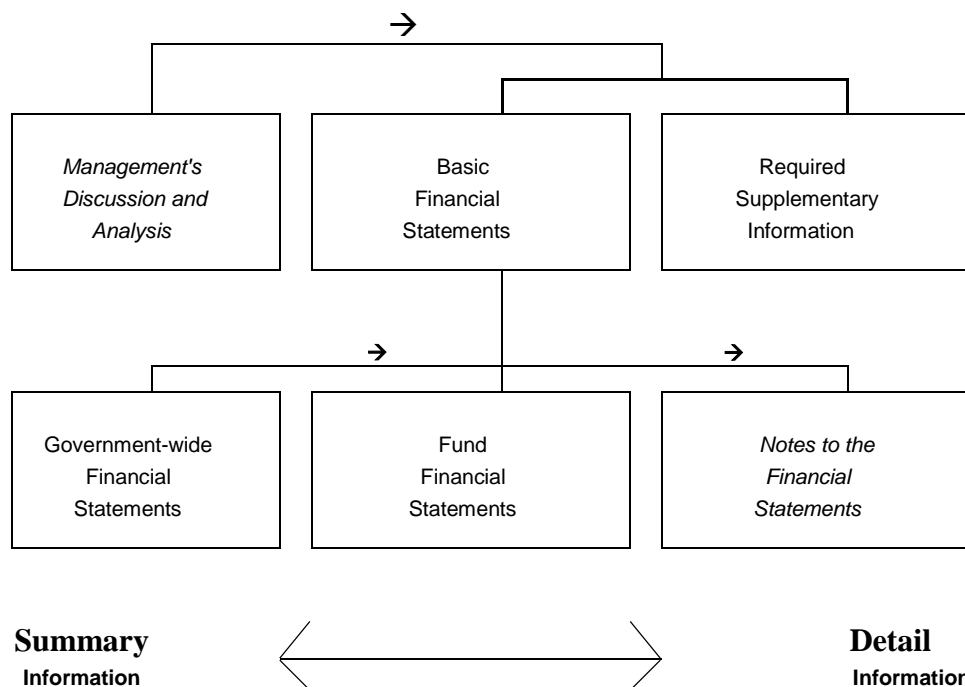 →
Management's
Discussion and
Analysis
Basic
Financial
Statements
Required
Supplementary
Information
→ →
Government-wide
Financial
Statements
Fund
Financial
Statements
Notes to the
Financial
Statements
Summary
Information
Detail
Information